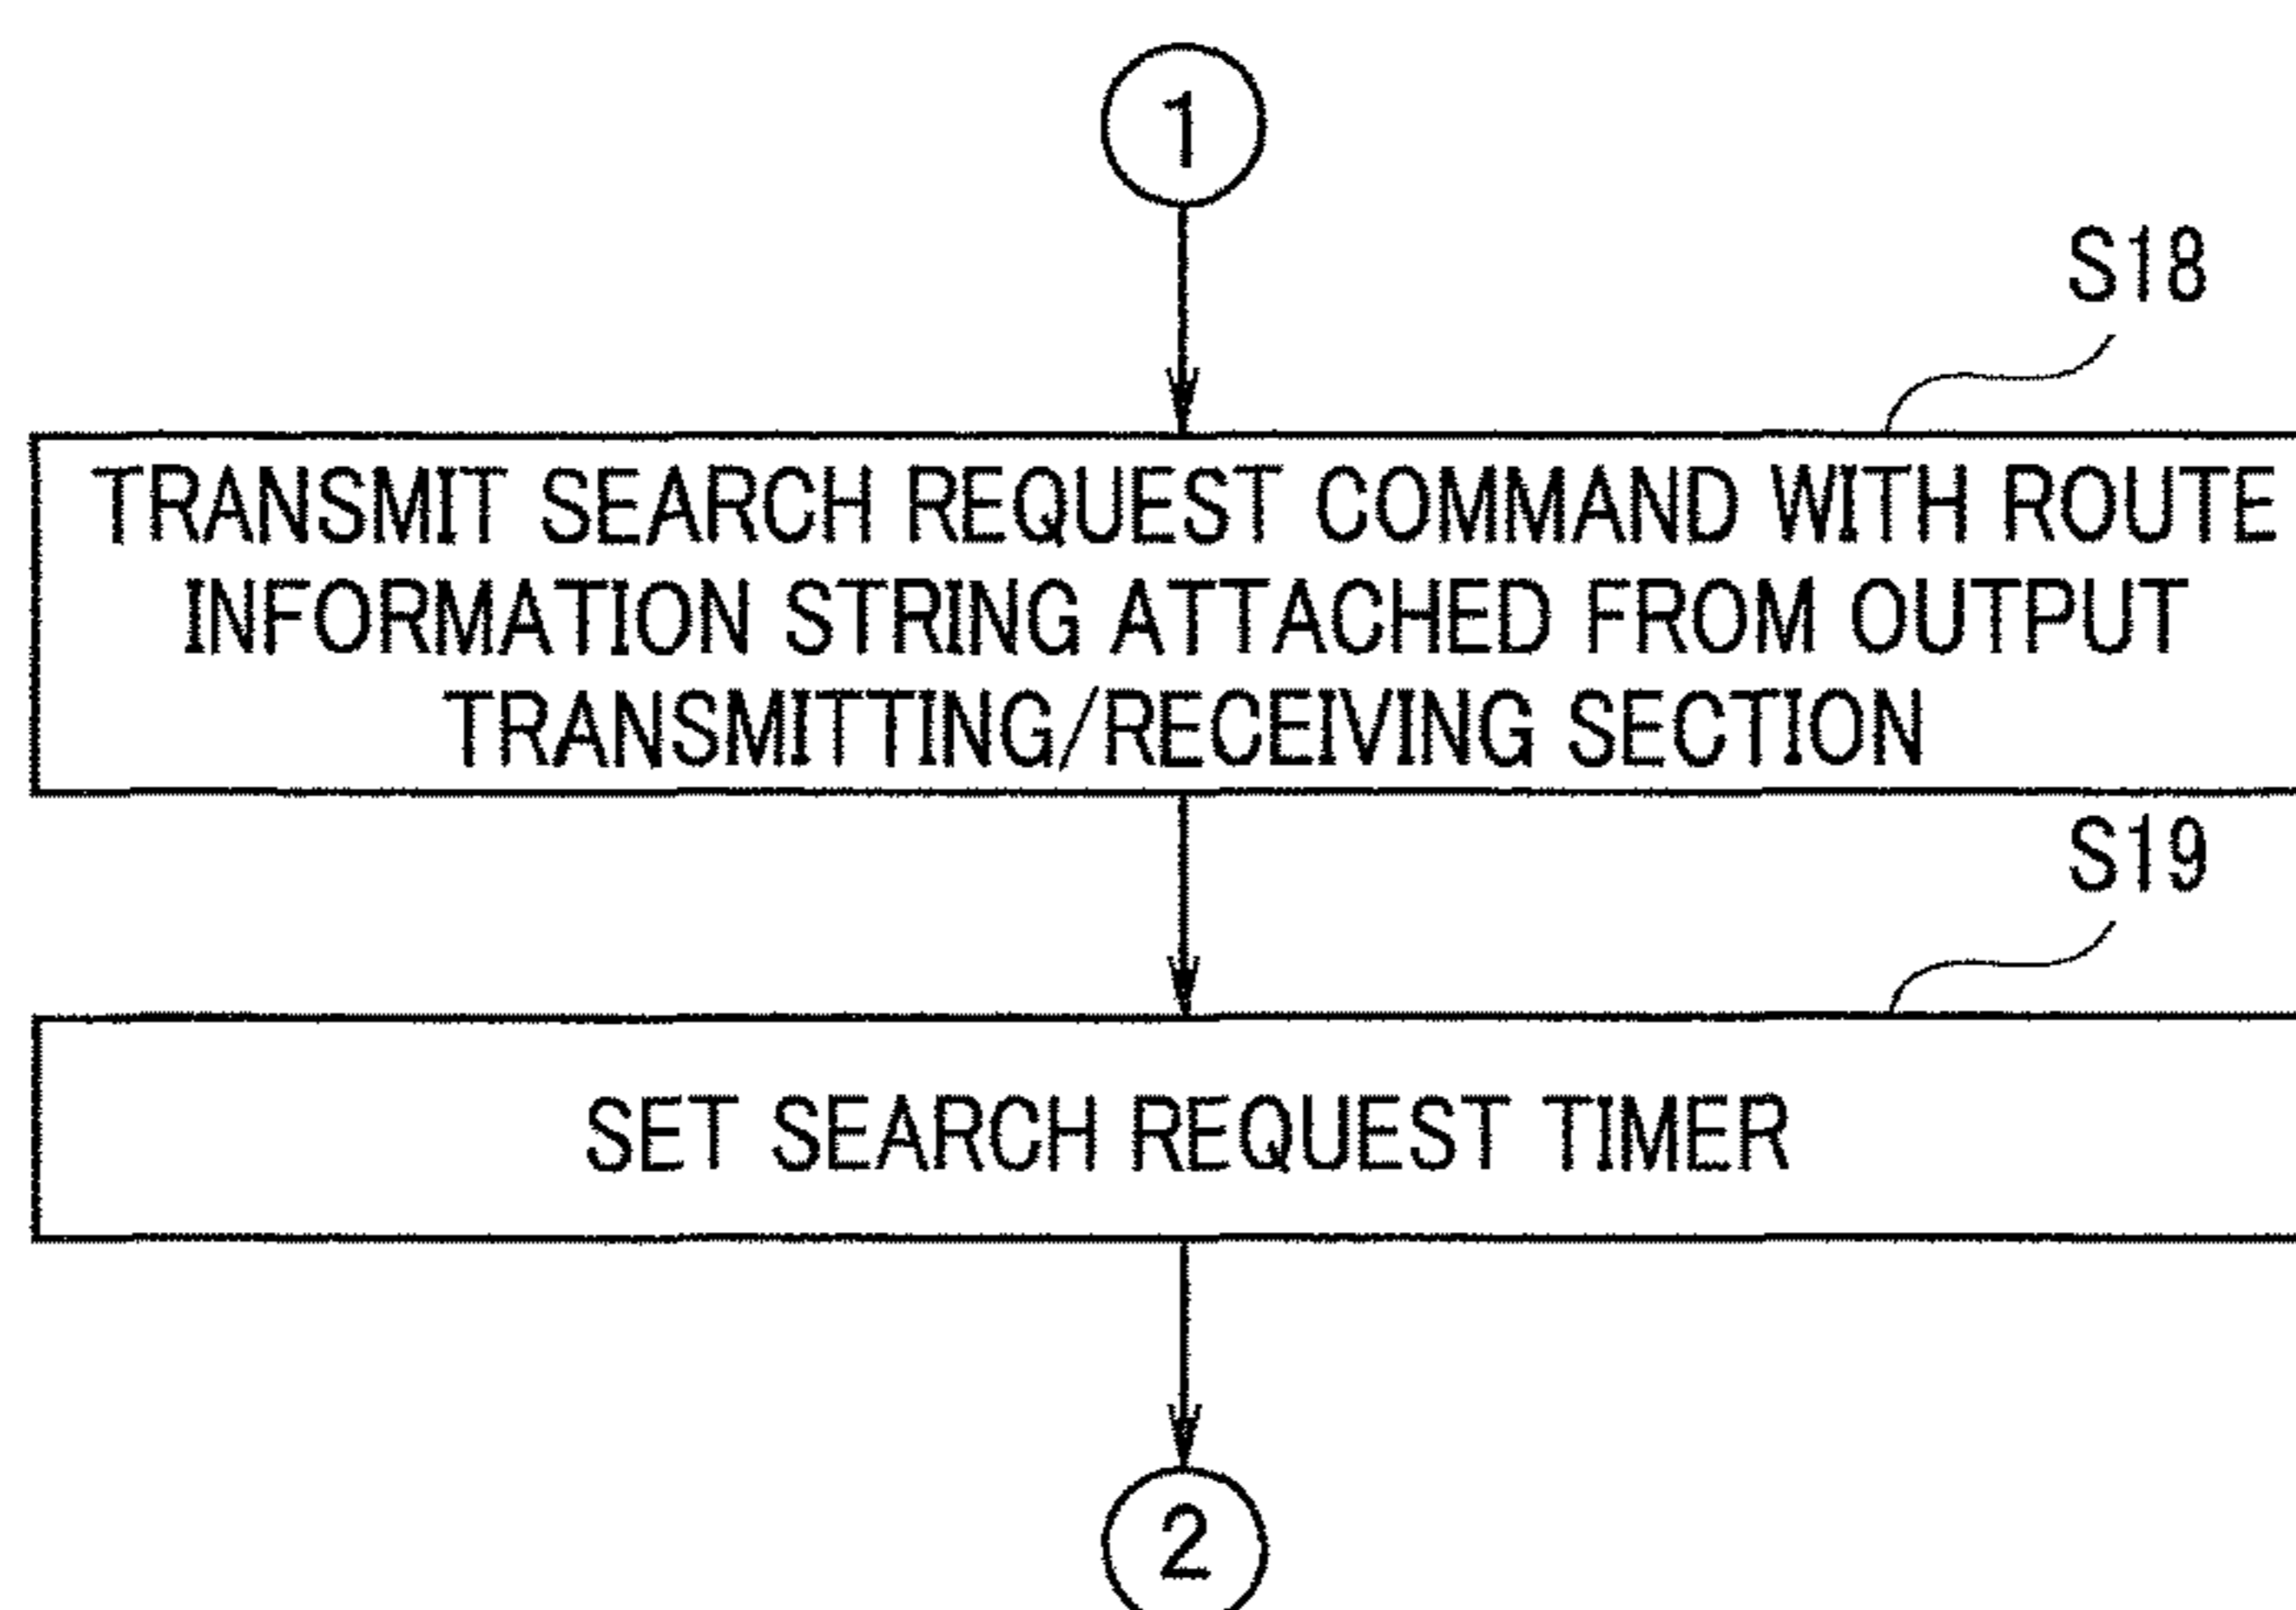 1
S18
TRANSMIT SEARCH REQUEST COMMAND WITH ROUTE
INFORMATION STRING ATTACHED FROM OUTPUT
TRANSMITTING/RECEIVING SECTION
S19
SET SEARCH REQUEST TIMER
2